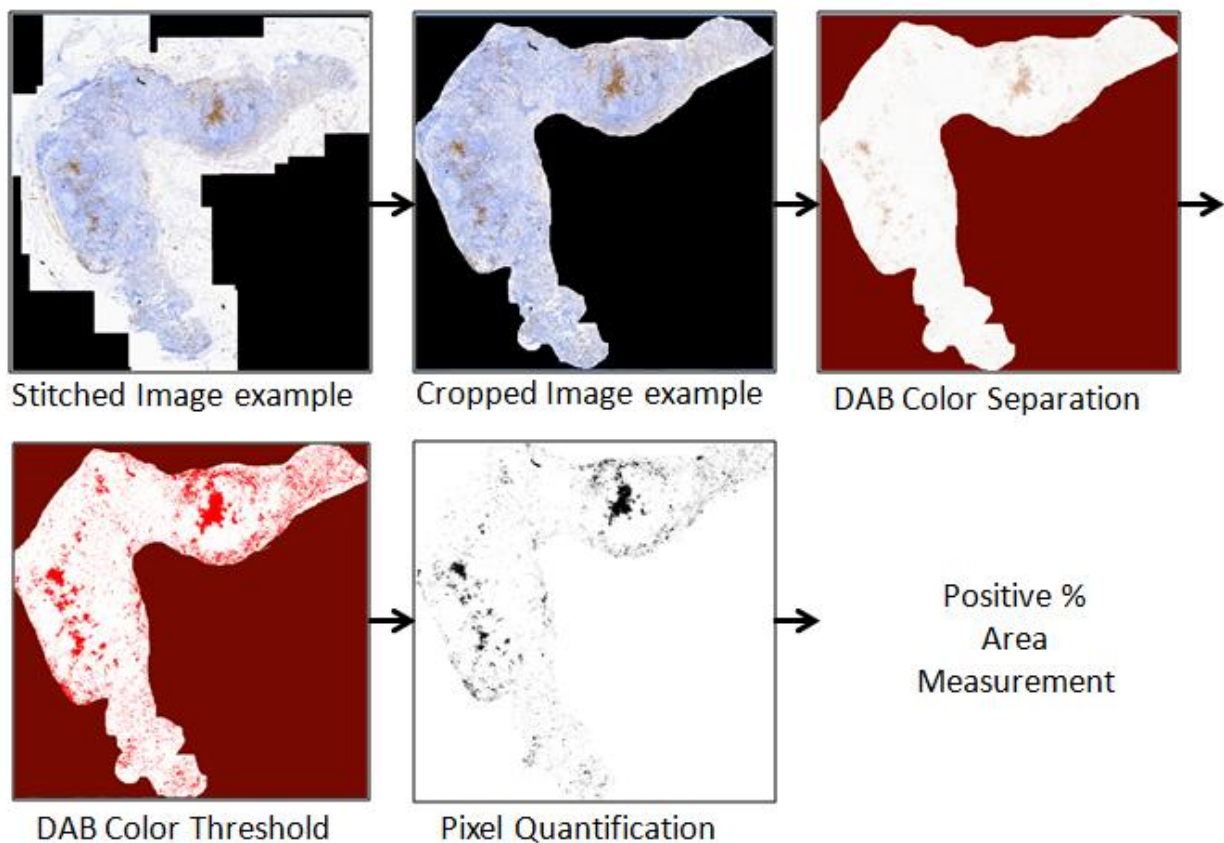 Stitched Image example
Cropped Image example
DAB Color Separation
DAB Color Threshold
Pixel Quantification
Positive %
Area
Measurement